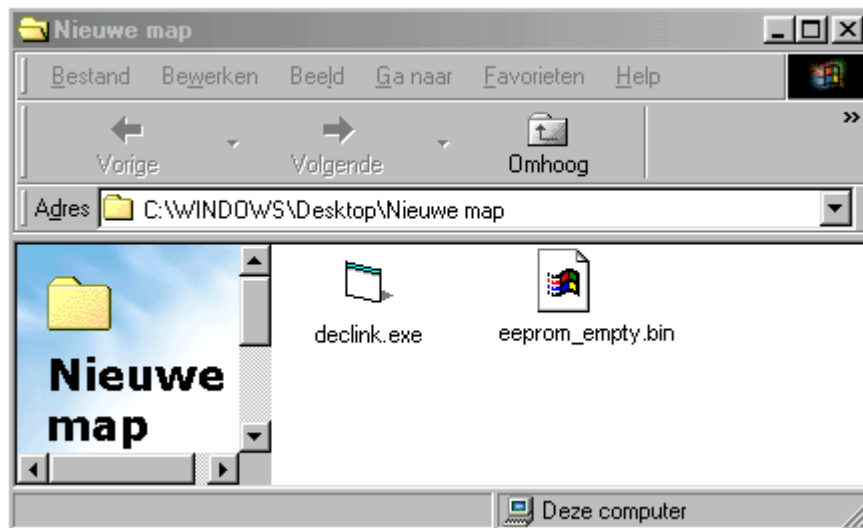 Nieuwe map
Bestand Bewerken Beeld Ga naar Favorieten Help
»
Vorige Volgende Omhoog
Adres C:\WINDOWS\Desktop\Nieuwe map
Nieuwe
map
declink.exe eeprom_empty.bin
Deze computer